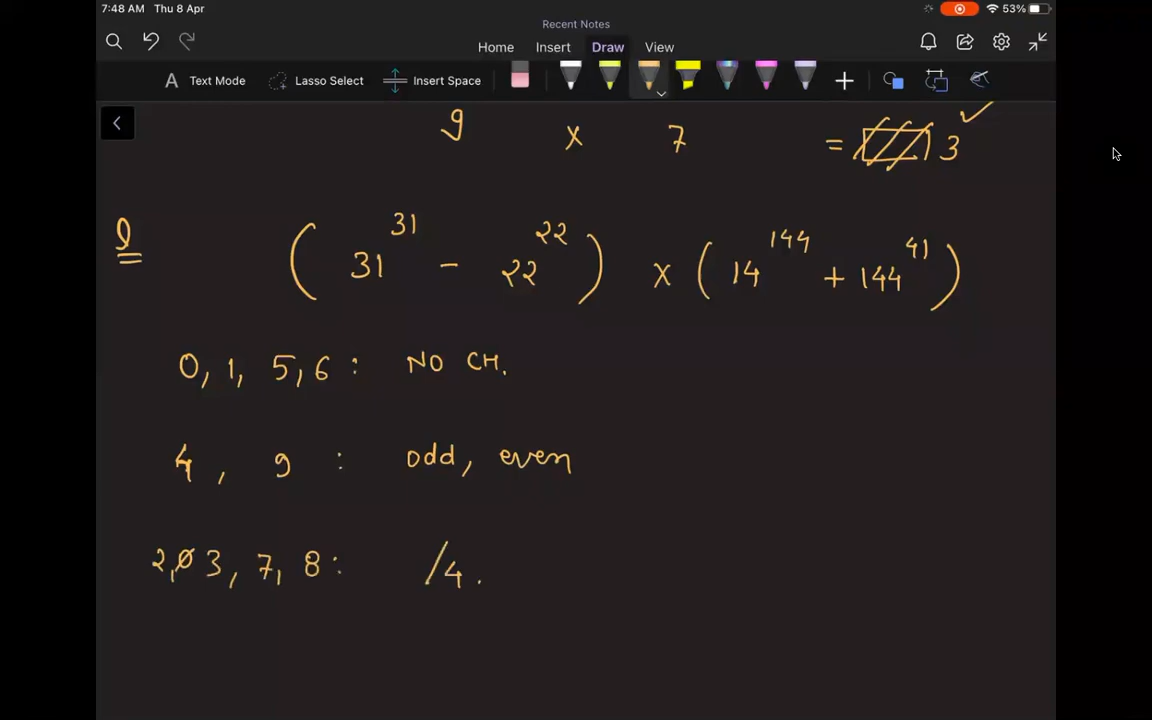 7:48 AM Thu 8 Apr
53%
Recent Notes
Home Insert Draw View
Text Mode Lasso Select Insert Space
9 x 7 = 3
Q (31^31 - 22^22) x (14^144 + 144^41)
0, 1, 5, 6 : NO CH.
4, 9 : odd, even
2, 3, 7, 8: /4.